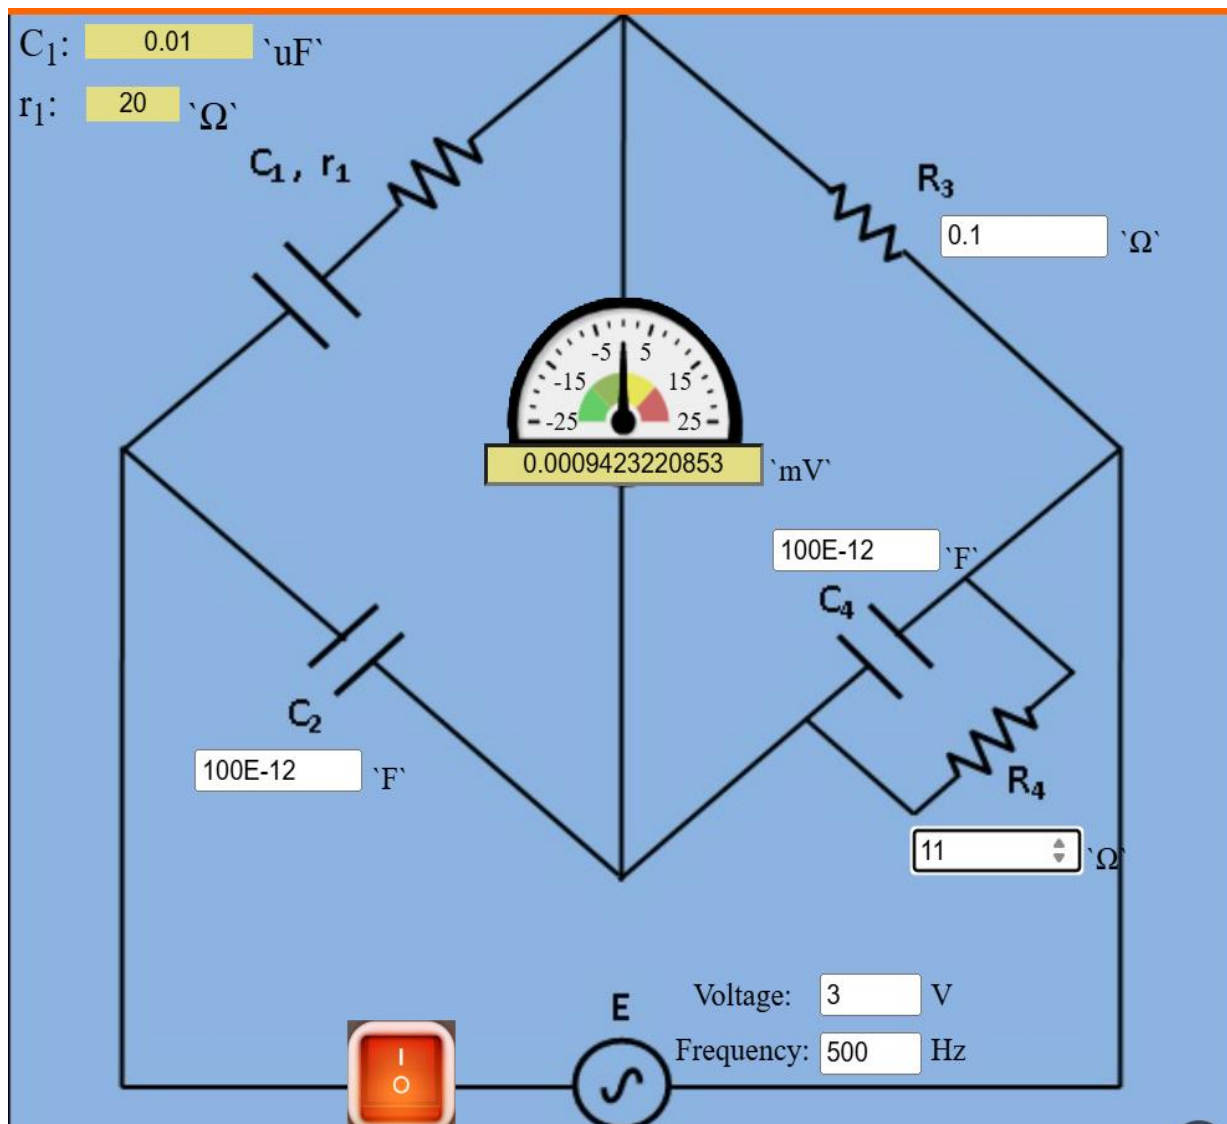 C1: 0.01 `uF`
r1: 20 `Ω`
C1 , r1
R3
0.1 `Ω`
-25 -15 -5 5 15 25
0.0009423220853 `mV`
100E-12 `F`
C4
C2
100E-12 `F`
R4
11 `Ω`
E
Voltage: 3 V
Frequency: 500 Hz
I
O